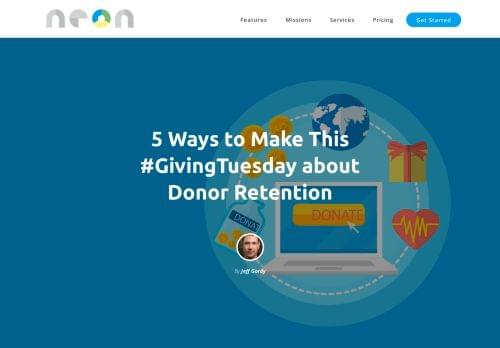 neon
Features Missions Services Pricing Get Started
5 Ways to Make This
#GivingTuesday about
Donor Retention
DONATE
DONAT
By Jeff Gordy